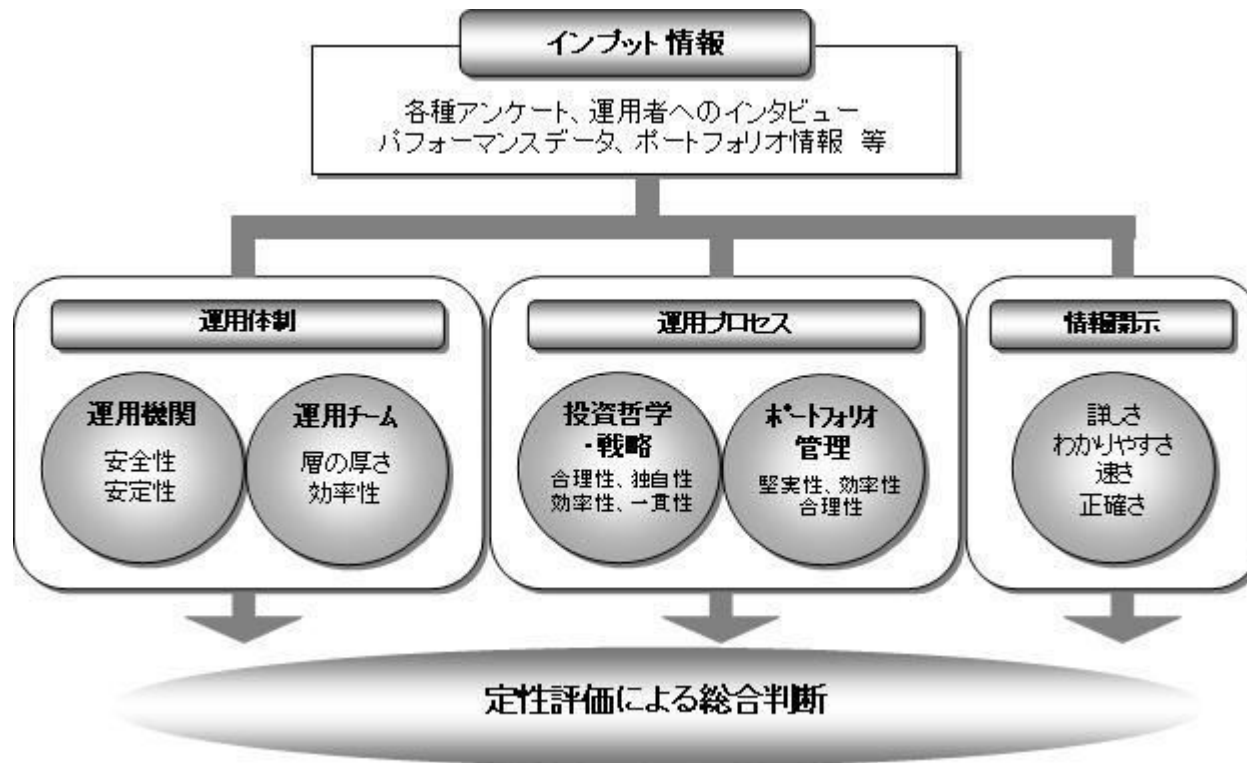 インプット情報
各種アンケート、運用者へのインタビュー
パフォーマンスデータ、ポートフォリオ情報 等
運用体制
運用機関
安全性
安定性
運用チーム
層の厚さ
効率性
運用プロセス
投資哲学
・戦略
合理性、独自性
効率性、一貫性
ポートフォリオ
管理
堅実性、効率性
合理性
情報開示
詳しさ
わかりやすさ
速さ
正確さ
定性評価による総合判断